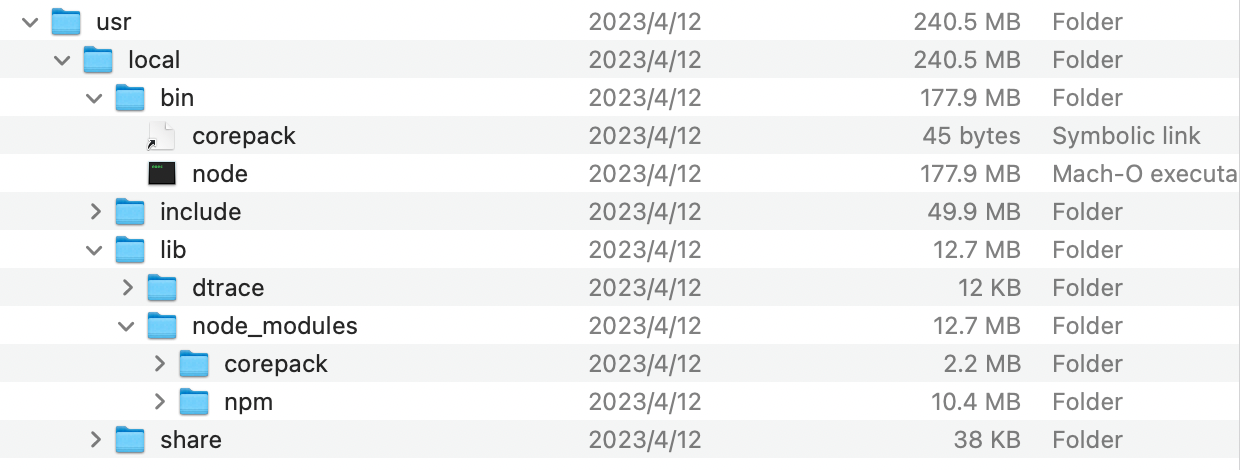 usr 2023/4/12 240.5 MB Folder
local 2023/4/12 240.5 MB Folder
bin 2023/4/12 177.9 MB Folder
corepack 2023/4/12 45 bytes Symbolic link
node 2023/4/12 177.9 MB Mach-O executa
include 2023/4/12 49.9 MB Folder
lib 2023/4/12 12.7 MB Folder
dtrace 2023/4/12 12 KB Folder
node_modules 2023/4/12 12.7 MB Folder
corepack 2023/4/12 2.2 MB Folder
npm 2023/4/12 10.4 MB Folder
share 2023/4/12 38 KB Folder